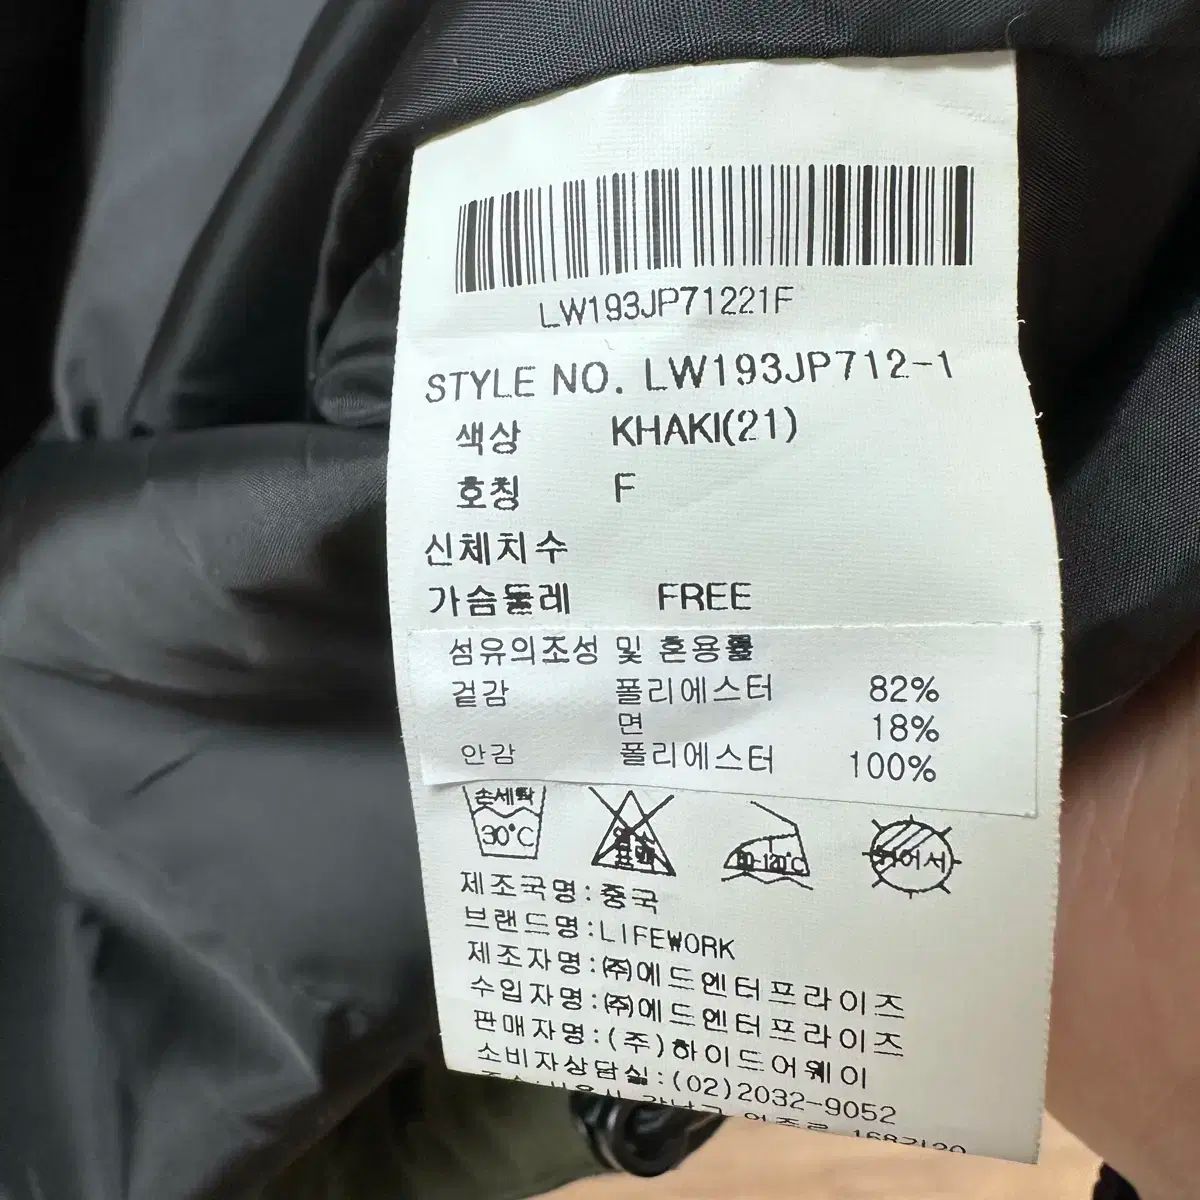 LW193JP71221F
STYLE NO. LW193JP712-1
색상 KHAKI(21)
호칭 F
신체치수
가슴둘레 FREE
섬유의조성 및 혼용률
겉감 폴리에스터 82%
면 18%
안감 폴리에스터 100%
손세탁
30°C
80-120°C
뉘어서
제조국명:중국
브랜드명:LIFEWORK
제조자명:㈜에드엔터프라이즈
수입자명:㈜에드엔터프라이즈
판매자명:(주)하이드어웨이
소비자상담실:(02)2032-9052